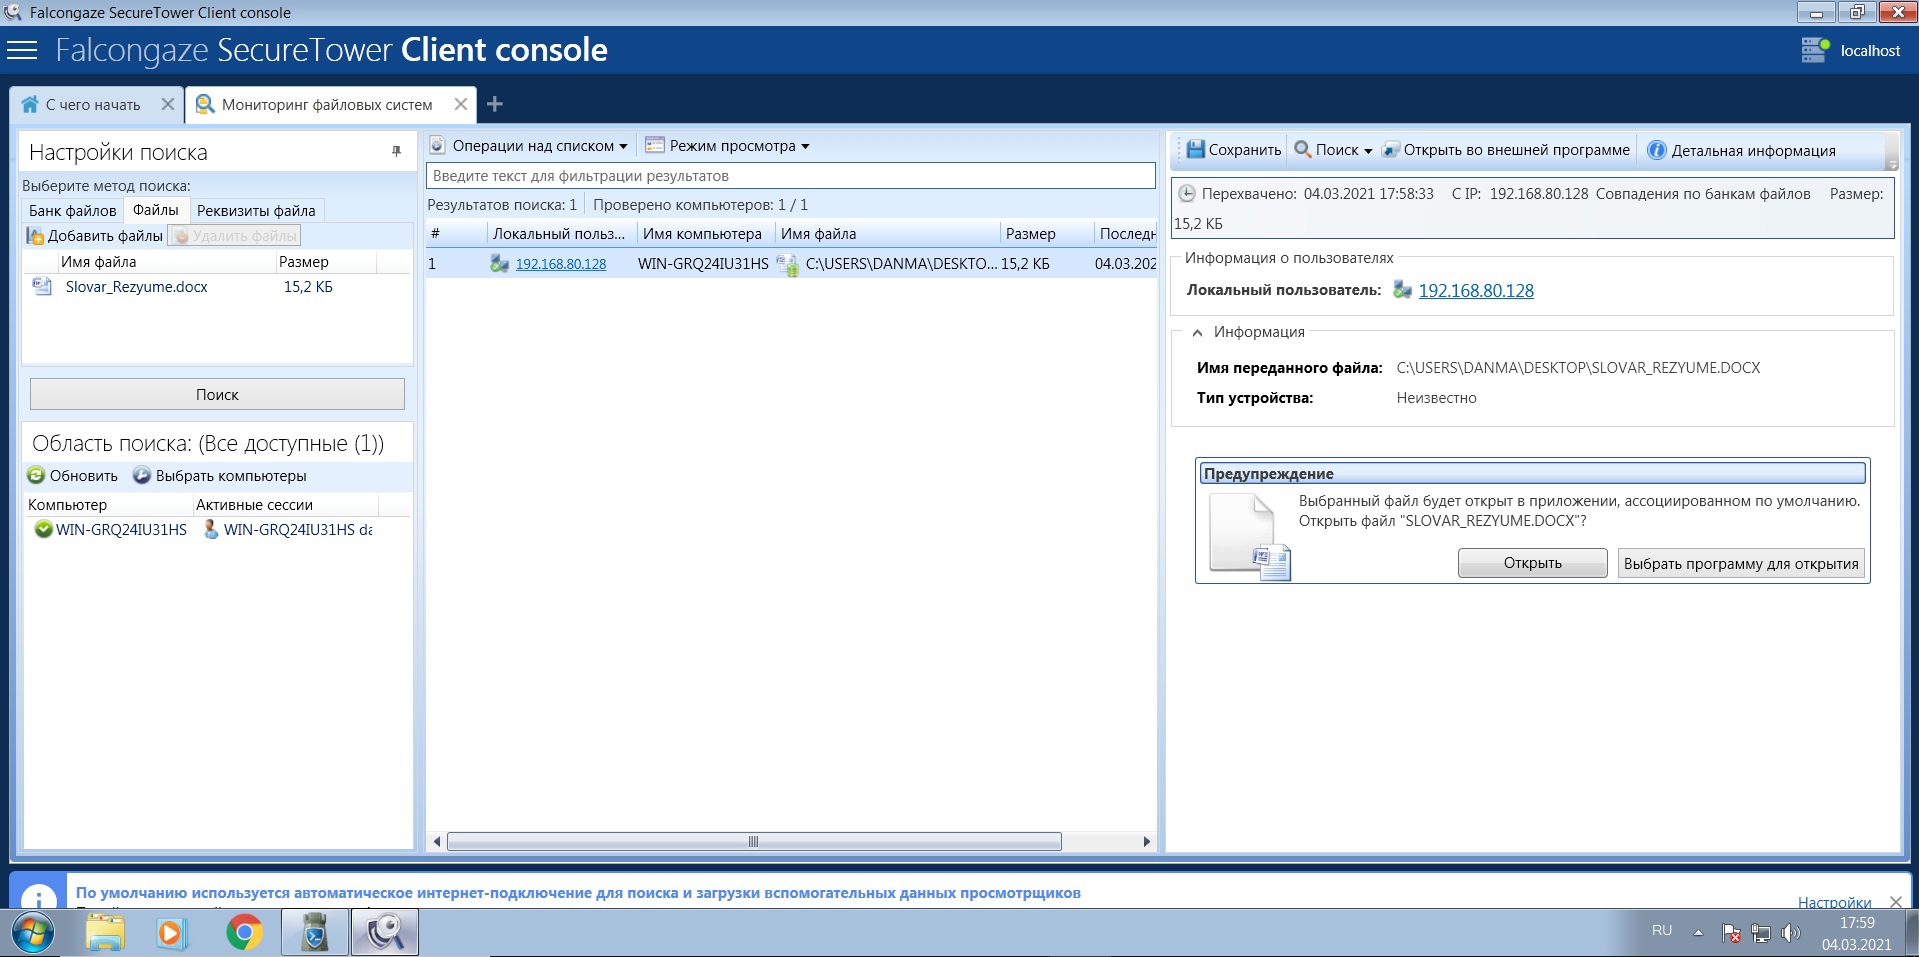 Falcongaze SecureTower Client console
Falcongaze SecureTower Client console
localhost
С чего начать
Мониторинг файловых систем
Настройки поиска
Выберите метод поиска:
Банк файлов Файлы Реквизиты файла
Добавить файлы Удалить файлы
Имя файла Размер
Slovar_Rezyume.docx 15,2 КБ
Поиск
Область поиска: (Все доступные (1))
Обновить Выбрать компьютеры
Компьютер Активные сессии
WIN-GRQ24IU31HS WIN-GRQ24IU31HS da
Операции над списком Режим просмотра
Введите текст для фильтрации результатов
Результатов поиска: 1 Проверено компьютеров: 1 / 1
# Локальный польз... Имя компьютера Имя файла Размер Последн
1 192.168.80.128 WIN-GRQ24IU31HS C:\USERS\DANMA\DESKTO... 15,2 КБ 04.03.202
Сохранить Поиск Открыть во внешней программе Детальная информация
Перехвачено: 04.03.2021 17:58:33 С IP: 192.168.80.128 Совпадения по банкам файлов Размер:
15,2 КБ
Информация о пользователях
Локальный пользователь: 192.168.80.128
Информация
Имя переданного файла: C:\USERS\DANMA\DESKTOP\SLOVAR_REZYUME.DOCX
Тип устройства: Неизвестно
Предупреждение
Выбранный файл будет открыт в приложении, ассоциированном по умолчанию.
Открыть файл "SLOVAR_REZYUME.DOCX"?
Открыть Выбрать программу для открытия
По умолчанию используется автоматическое интернет-подключение для поиска и загрузки вспомогательных данных просмотрщиков
Настройки
RU
17:59
04.03.2021